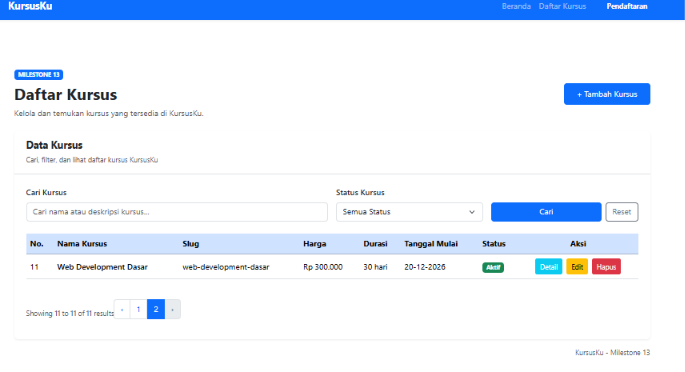 KursusKu Beranda Daftar Kursus Pendaftaran
MILESTONE 13
Daftar Kursus
+ Tambah Kursus
Kelola dan temukan kursus yang tersedia di KursusKu.
Data Kursus
Cari, filter, dan lihat daftar kursus KursusKu
Cari Kursus Status Kursus
Cari nama atau deskripsi kursus... Semua Status Cari Reset
No. Nama Kursus Slug Harga Durasi Tanggal Mulai Status Aksi
11 Web Development Dasar web-development-dasar Rp 300.000 30 hari 20-12-2026 Aktif Detail Edit Hapus
Showing 11 to 11 of 11 results ‹ 1 2 ›
KursusKu - Milestone 13